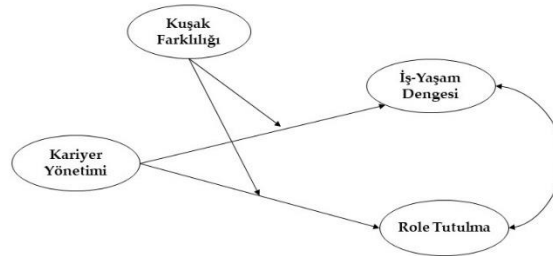 Kuşak
Farklılığı
İş-Yaşam
Dengesi
Kariyer
Yönetimi
Role Tutulma